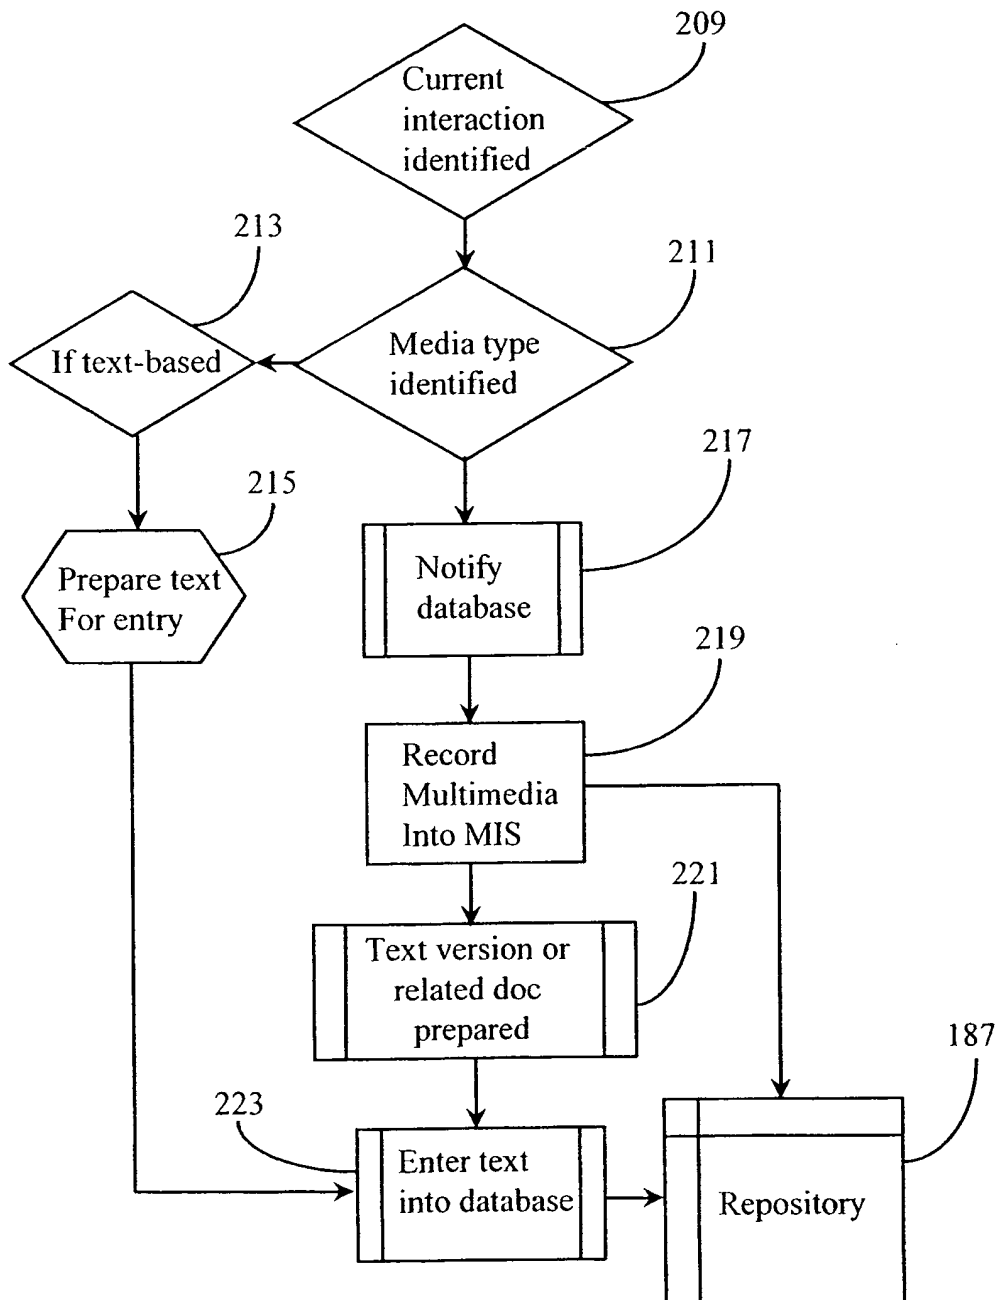 209
Current
interaction
identified
213
211
If text-based
Media type
identified
217
215
Prepare text
For entry
Notify
database
219
Record
Multimedia
Into MIS
221
Text version or
related doc
prepared
187
223
Enter text
into database
Repository